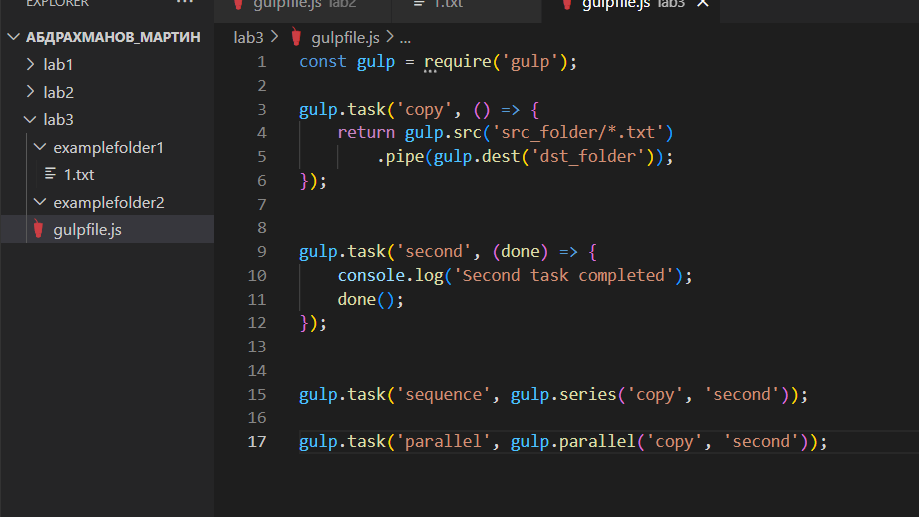 EXPLORER ...
АБДРАХМАНОВ_МАРТИН
lab1
lab2
lab3
examplefolder1
1.txt
examplefolder2
gulpfile.js
gulpfile.js lab2
1.txt
gulpfile.js lab3
lab3 > gulpfile.js > ...
1 const gulp = require('gulp');
2
3 gulp.task('copy', () => {
4 return gulp.src('src_folder/*.txt')
5 .pipe(gulp.dest('dst_folder'));
6 });
7
8
9 gulp.task('second', (done) => {
10 console.log('Second task completed');
11 done();
12 });
13
14
15 gulp.task('sequence', gulp.series('copy', 'second'));
16
17 gulp.task('parallel', gulp.parallel('copy', 'second'));